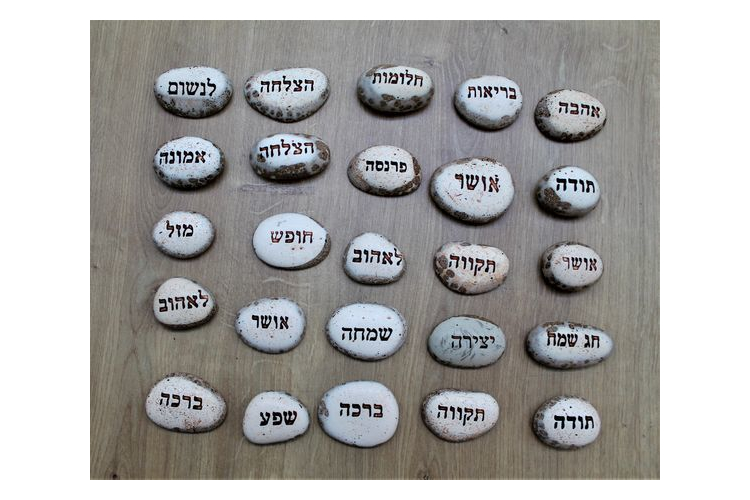 אהבה
בריאות
חלומות
הצלחה
לנשום
תודה
אושר
פרנסה
הצלחה
אמונה
אושר
תקווה
לאהוב
חופש
מזל
חג שמח
יצירה
שמחה
אושר
לאהוב
תודה
תקווה
ברכה
שפע
ברכה